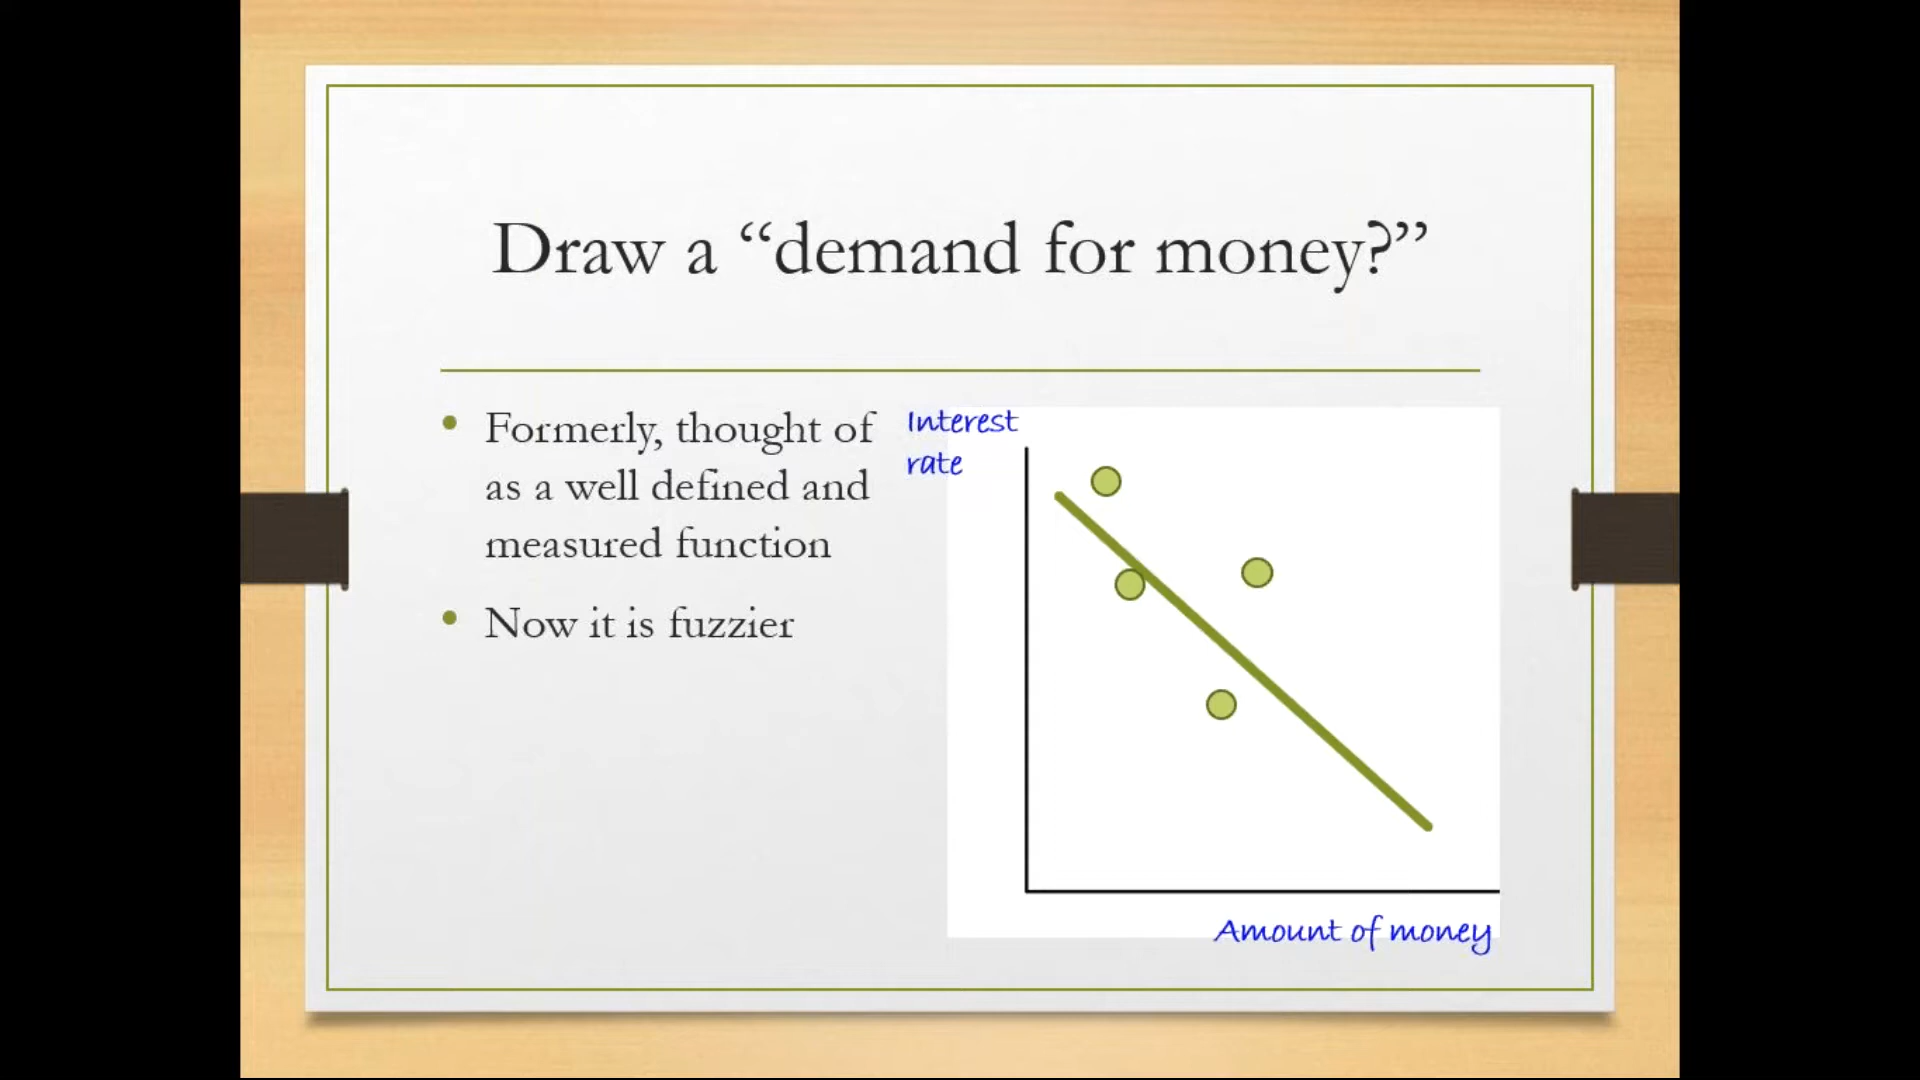 Draw a “demand for money?”
• Formerly, thought of
as a well defined and
measured function
• Now it is fuzzier
Interest
rate
Amount of money